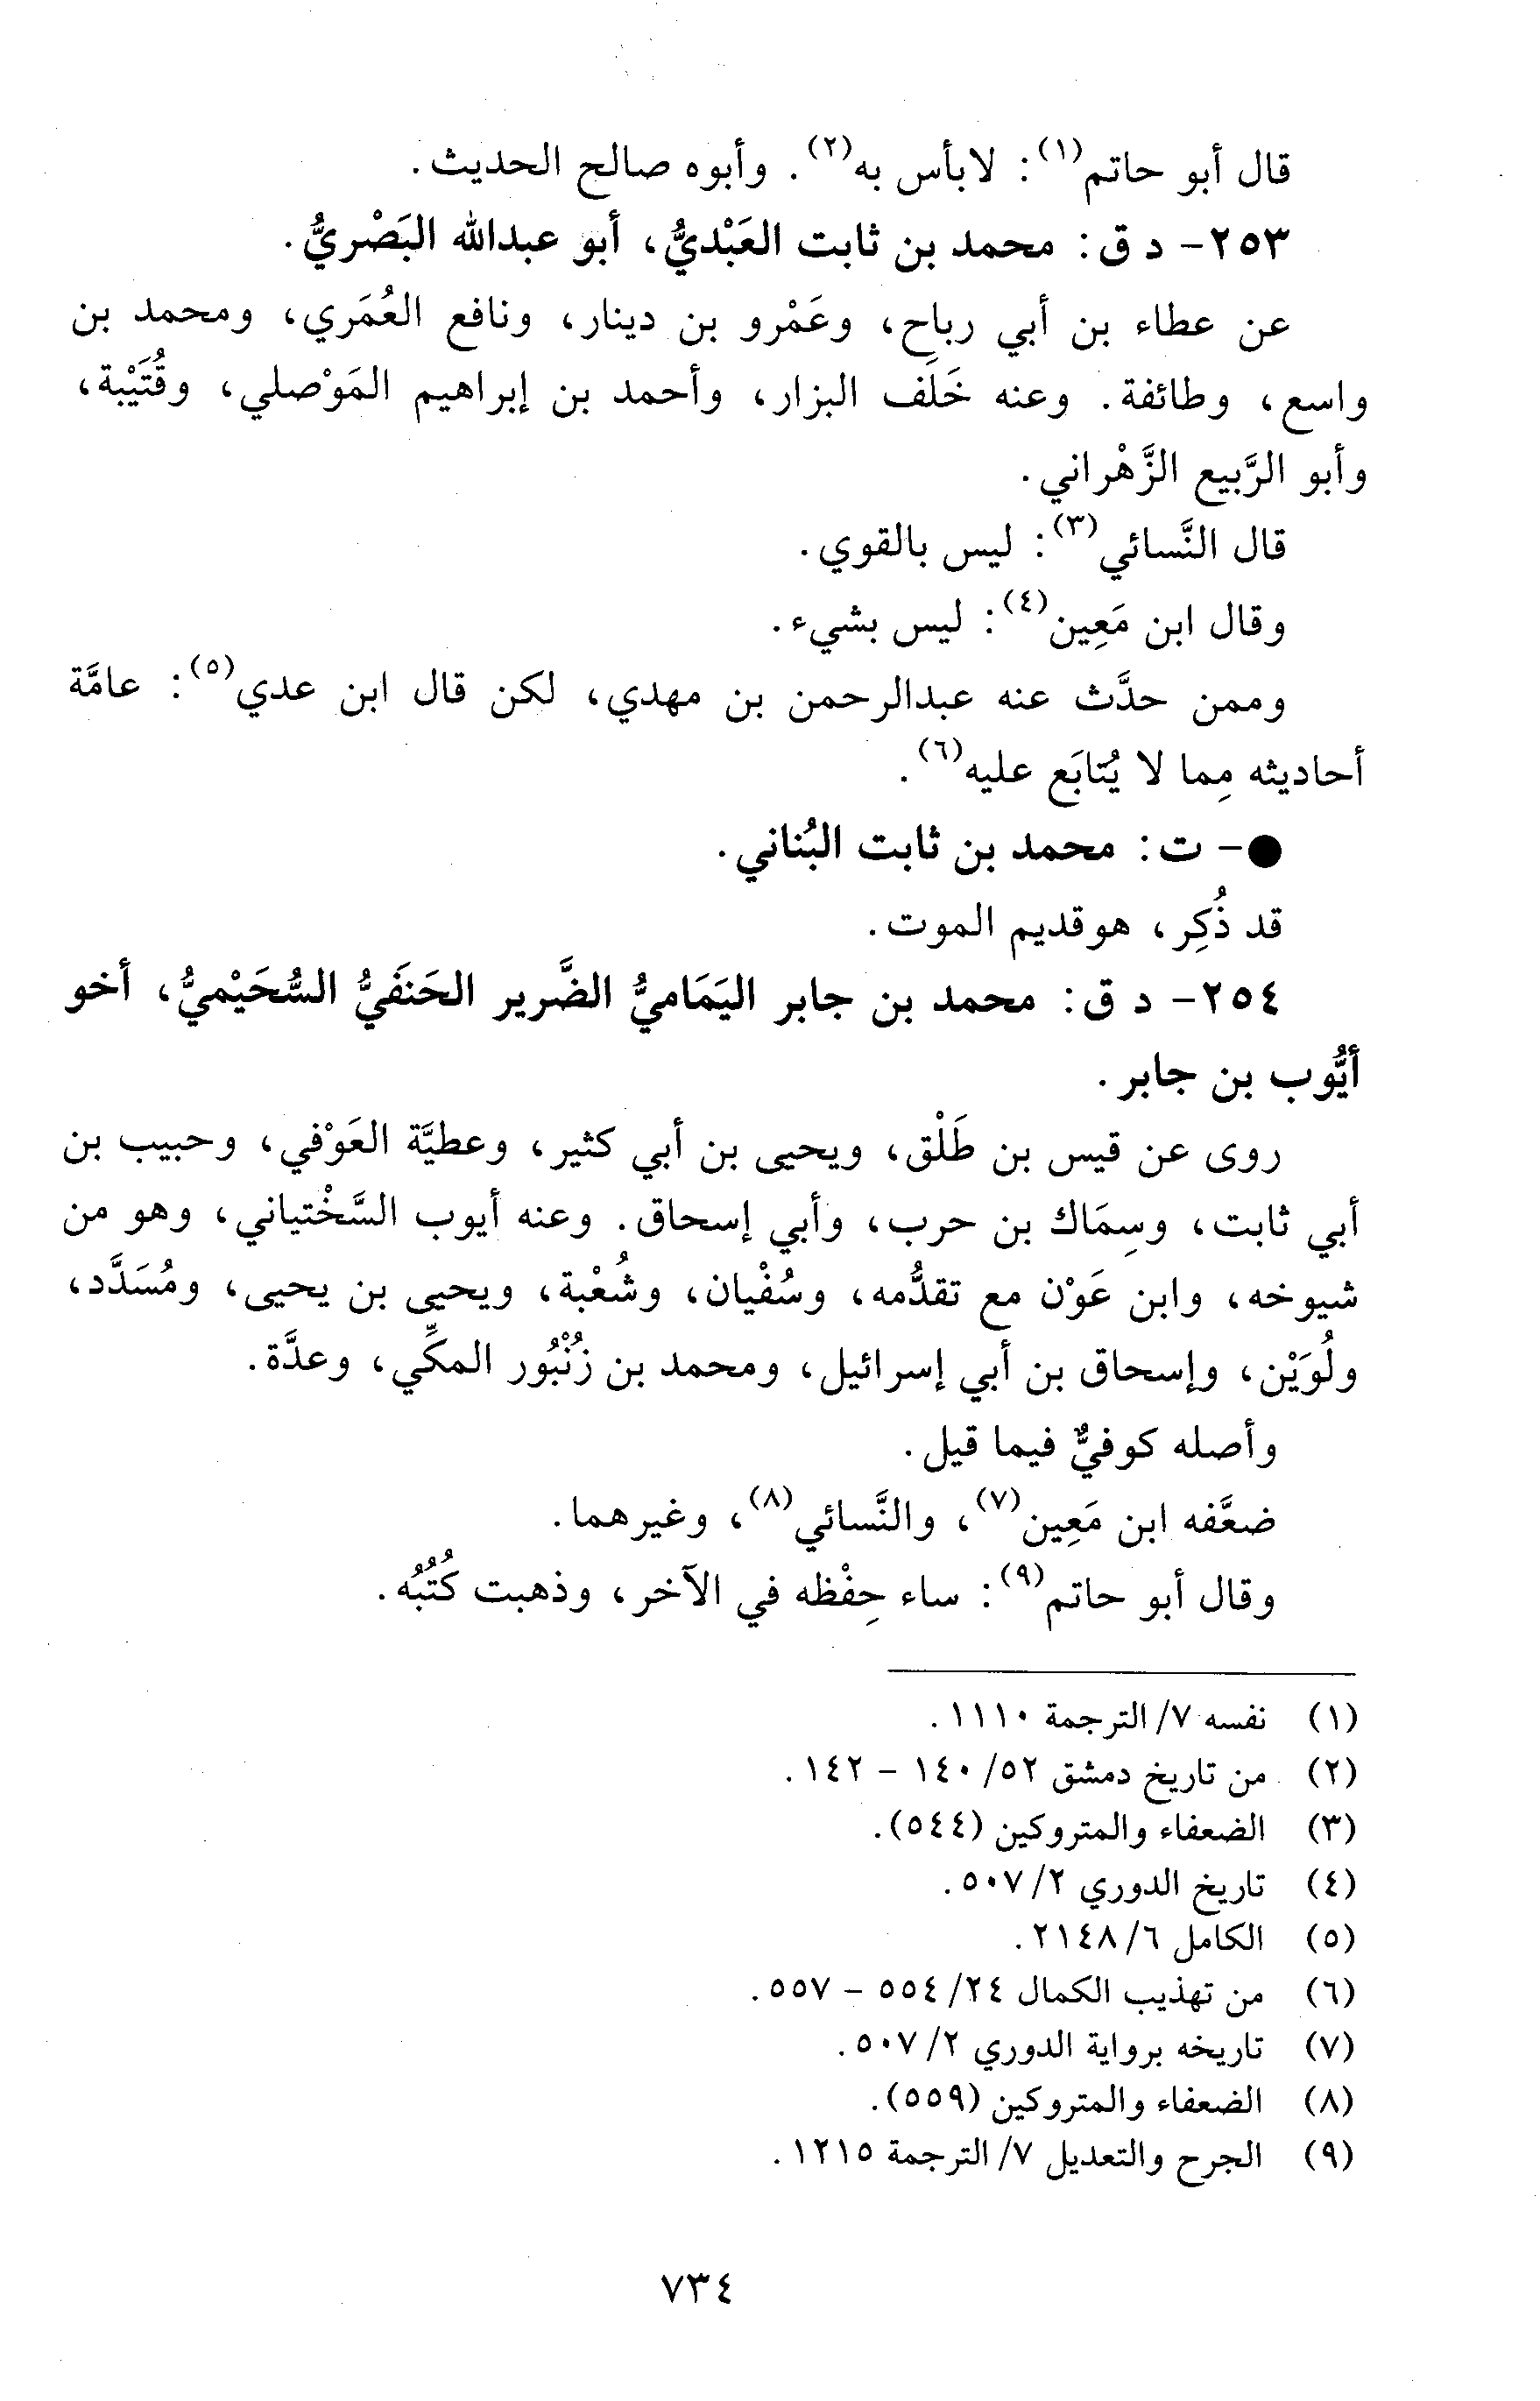 قال أبو حاتم(١): لابأس به(٢). وأبوه صالح الحديث.
٢٥٣- د ق: محمد بن ثابت العَبْديُّ، أبو عبدالله البَصْريُّ.
عن عطاء بن أبي رباح، وعَمْرو بن دينار، ونافع العُمَري، ومحمد بن
واسع، وطائفة. وعنه خَلَف البزار، وأحمد بن إبراهيم المَوْصلي، وقُتَيْبة،
وأبو الرَّبيع الزَّهْراني.
قال النَّسائي(٣): ليس بالقوي.
وقال ابن مَعِين(٤): ليس بشيء.
وممن حدَّث عنه عبدالرحمن بن مهدي، لكن قال ابن عدي(٥): عامَّة
أحاديثه مِما لا يُتابَع عليه(٦).
●- ت: محمد بن ثابت البُناني.
قد ذُكِر، هو قديم الموت.
٢٥٤- د ق: محمد بن جابر اليَمَاميُّ الضَّرير الحَنَفيُّ السُّحَيْميُّ، أخو
أيُّوب بن جابر.
روى عن قيس بن طَلْق، ويحيى بن أبي كثير، وعطيَّة العَوْفي، وحبيب بن
أبي ثابت، وسِمَاك بن حرب، وأبي إسحاق. وعنه أيوب السَّخْتياني، وهو من
شيوخه، وابن عَوْن مع تقدُّمه، وسُفْيان، وشُعْبة، ويحيى بن يحيى، ومُسَدَّد،
ولُوَيْن، وإسحاق بن أبي إسرائيل، ومحمد بن زُنْبُور المكِّي، وعدَّة.
وأصله كوفيٌّ فيما قيل.
ضعَّفه ابن مَعِين(٧)، والنَّسائي(٨)، وغيرهما.
وقال أبو حاتم(٩): ساء حِفْظه في الآخر، وذهبت كُتُبُه.
(١) نفسه ٧/ الترجمة ١١١٠.
(٢) من تاريخ دمشق ٥٢/ ١٤٠ - ١٤٢.
(٣) الضعفاء والمتروكين (٥٤٤).
(٤) تاريخ الدوري ٢/ ٥٠٧.
(٥) الكامل ٦/ ٢١٤٨.
(٦) من تهذيب الكمال ٢٤/ ٥٥٤ - ٥٥٧.
(٧) تاريخه برواية الدوري ٢/ ٥٠٧.
(٨) الضعفاء والمتروكين (٥٥٩).
(٩) الجرح والتعديل ٧/ الترجمة ١٢١٥.
٧٣٤